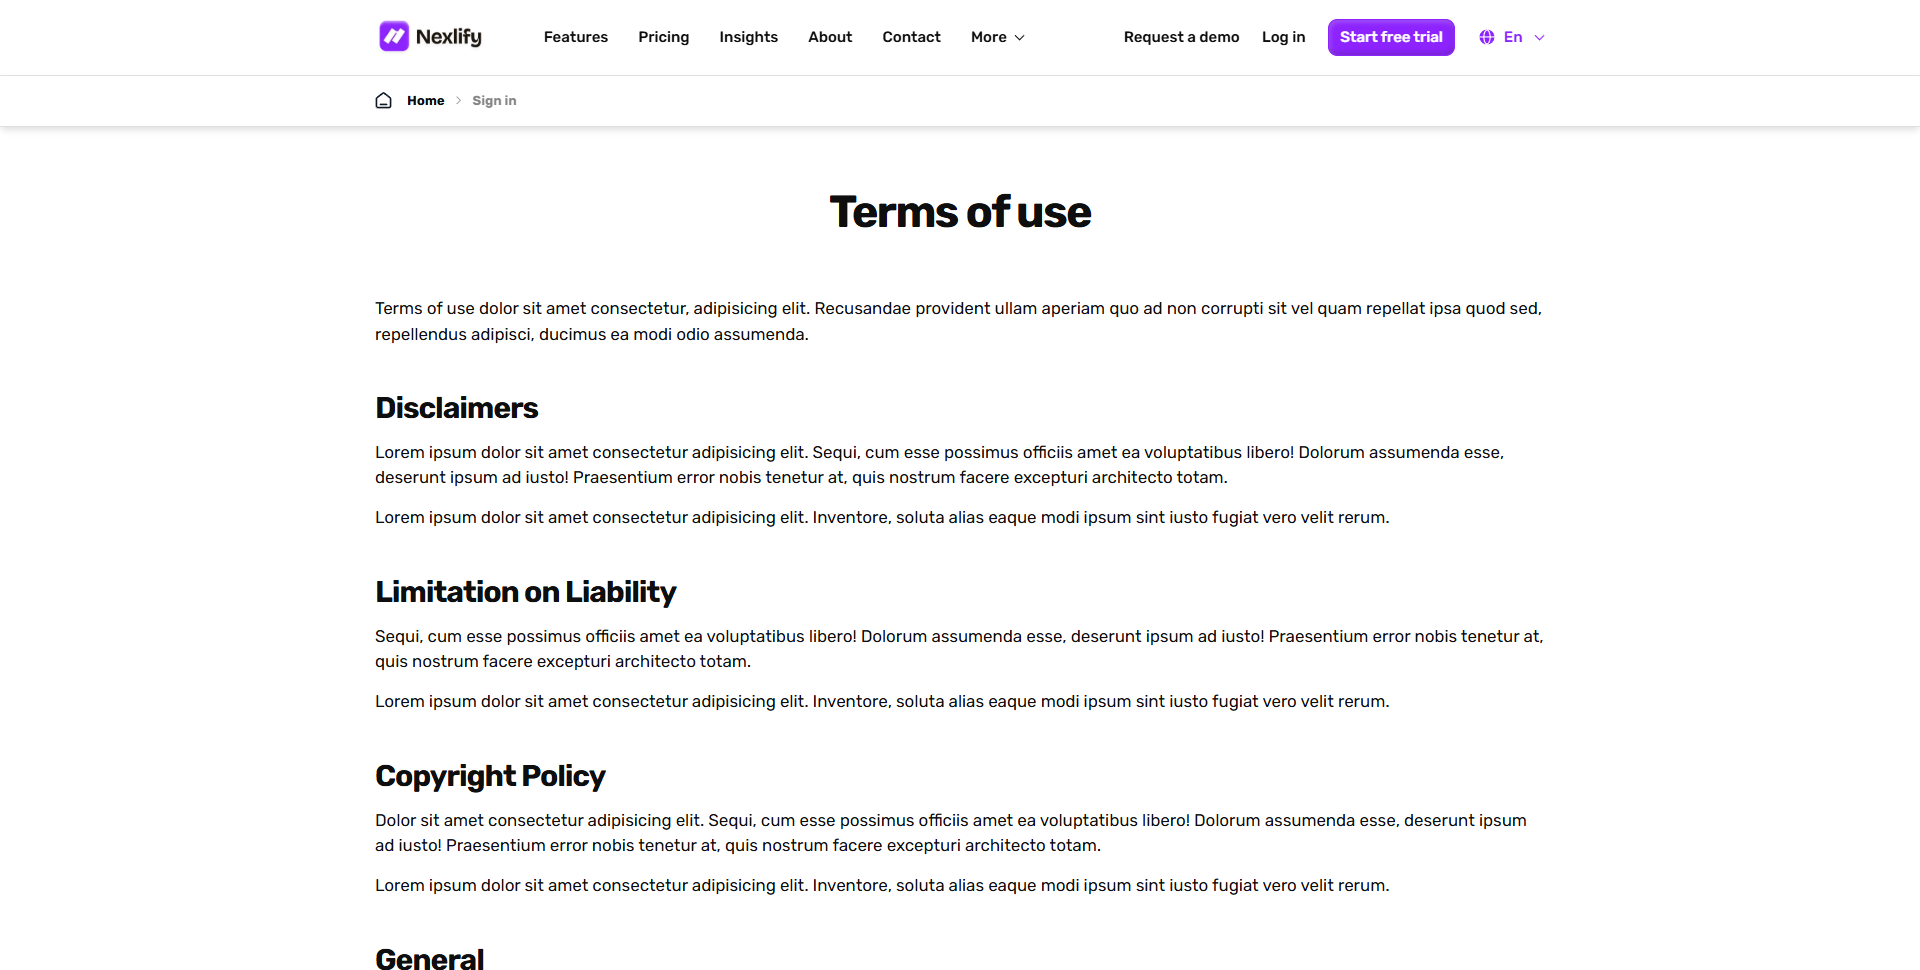 Nexlify
Features
Pricing
Insights
About
Contact
More
Request a demo
Log in
Start free trial
En
Home
Sign in
Terms of use
Terms of use dolor sit amet consectetur, adipisicing elit. Recusandae provident ullam aperiam quo ad non corrupti sit vel quam repellat ipsa quod sed,
repellendus adipisci, ducimus ea modi odio assumenda.
Disclaimers
Lorem ipsum dolor sit amet consectetur adipisicing elit. Sequi, cum esse possimus officiis amet ea voluptatibus libero! Dolorum assumenda esse,
deserunt ipsum ad iusto! Praesentium error nobis tenetur at, quis nostrum facere excepturi architecto totam.
Lorem ipsum dolor sit amet consectetur adipisicing elit. Inventore, soluta alias eaque modi ipsum sint iusto fugiat vero velit rerum.
Limitation on Liability
Sequi, cum esse possimus officiis amet ea voluptatibus libero! Dolorum assumenda esse, deserunt ipsum ad iusto! Praesentium error nobis tenetur at,
quis nostrum facere excepturi architecto totam.
Lorem ipsum dolor sit amet consectetur adipisicing elit. Inventore, soluta alias eaque modi ipsum sint iusto fugiat vero velit rerum.
Copyright Policy
Dolor sit amet consectetur adipisicing elit. Sequi, cum esse possimus officiis amet ea voluptatibus libero! Dolorum assumenda esse, deserunt ipsum
ad iusto! Praesentium error nobis tenetur at, quis nostrum facere excepturi architecto totam.
Lorem ipsum dolor sit amet consectetur adipisicing elit. Inventore, soluta alias eaque modi ipsum sint iusto fugiat vero velit rerum.
General